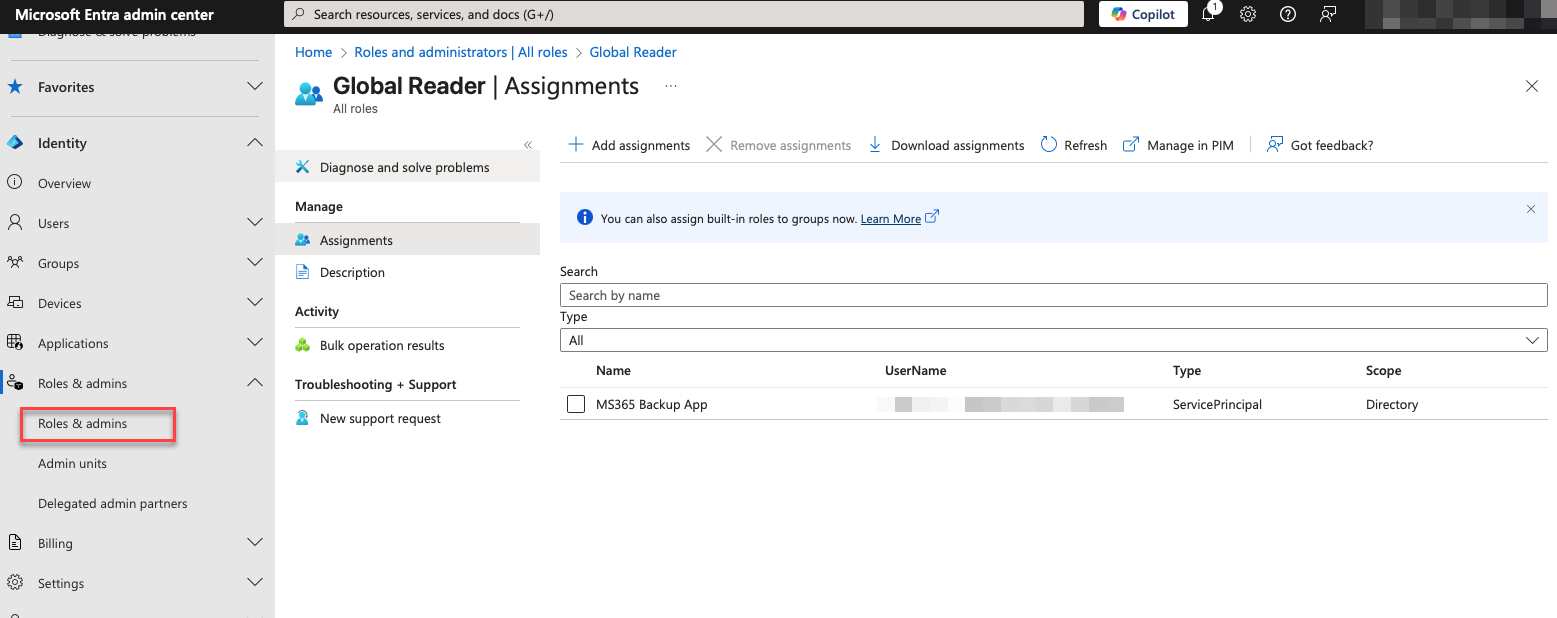 Microsoft Entra admin center
Search resources, services, and docs (G+/)
Copilot
1
Diagnose & solve problems
Favorites
Identity
Overview
Users
Groups
Devices
Applications
Roles & admins
Roles & admins
Admin units
Delegated admin partners
Billing
Settings
Home > Roles and administrators | All roles > Global Reader
Global Reader | Assignments ...
All roles
«
Diagnose and solve problems
Manage
Assignments
Description
Activity
Bulk operation results
Troubleshooting + Support
New support request
Add assignments Remove assignments Download assignments Refresh Manage in PIM Got feedback?
You can also assign built-in roles to groups now. Learn More
Search
Search by name
Type
All
Name UserName Type Scope
MS365 Backup App ServicePrincipal Directory